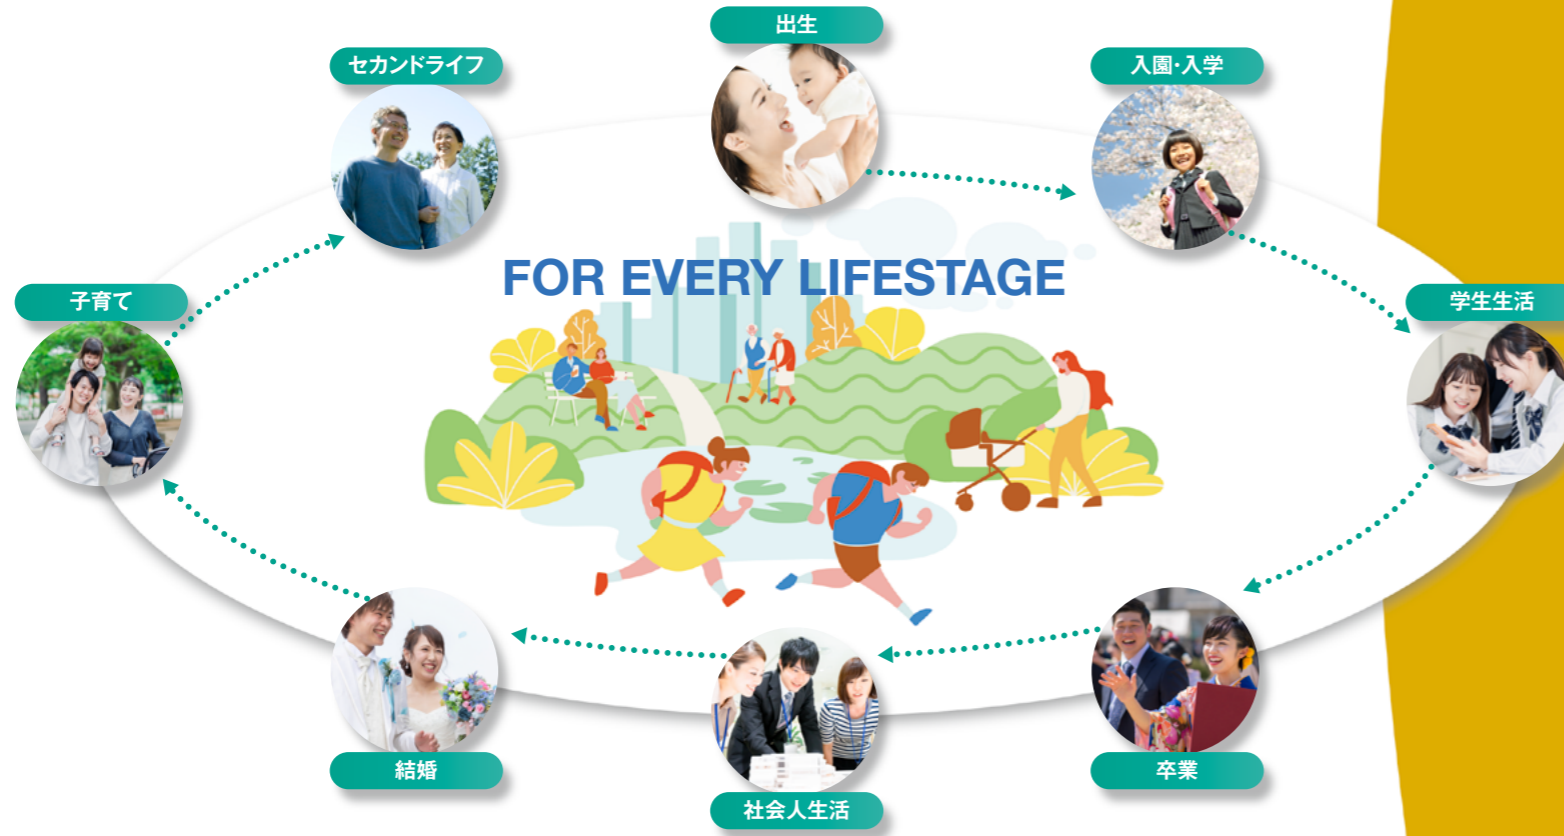 出生
入園・入学
学生生活
卒業
社会人生活
結婚
子育て
セカンドライフ
FOR EVERY LIFESTAGE